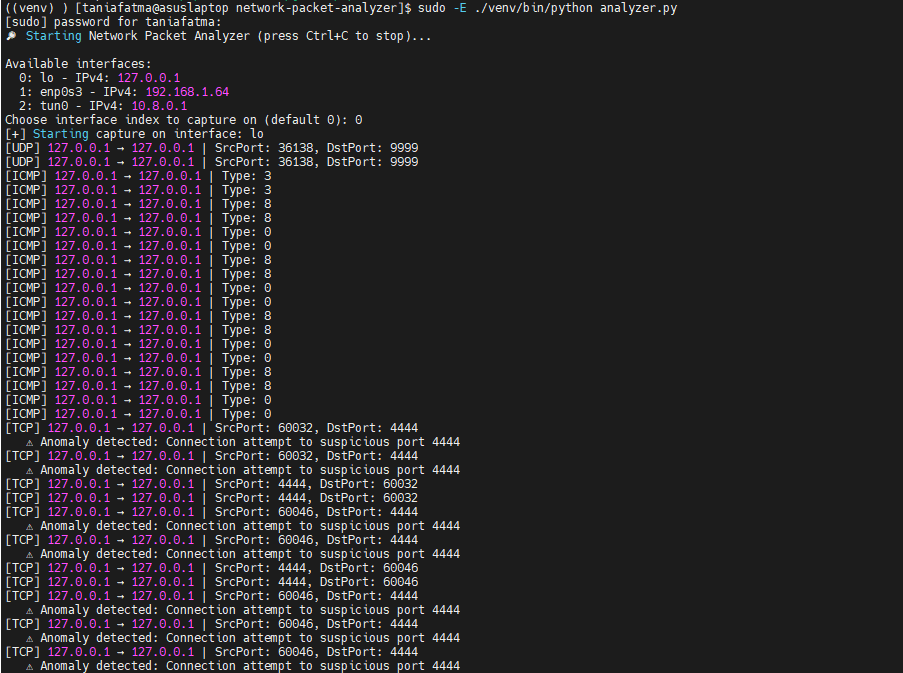 ((venv) ) [taniafatma@asuslaptop network-packet-analyzer]$ sudo -E ./venv/bin/python analyzer.py
[sudo] password for taniafatma:
🔎 Starting Network Packet Analyzer (press Ctrl+C to stop)...
Available interfaces:
0: lo - IPv4: 127.0.0.1
1: enp0s3 - IPv4: 192.168.1.64
2: tun0 - IPv4: 10.8.0.1
Choose interface index to capture on (default 0): 0
[+] Starting capture on interface: lo
[UDP] 127.0.0.1 → 127.0.0.1 | SrcPort: 36138, DstPort: 9999
[UDP] 127.0.0.1 → 127.0.0.1 | SrcPort: 36138, DstPort: 9999
[ICMP] 127.0.0.1 → 127.0.0.1 | Type: 3
[ICMP] 127.0.0.1 → 127.0.0.1 | Type: 3
[ICMP] 127.0.0.1 → 127.0.0.1 | Type: 8
[ICMP] 127.0.0.1 → 127.0.0.1 | Type: 8
[ICMP] 127.0.0.1 → 127.0.0.1 | Type: 0
[ICMP] 127.0.0.1 → 127.0.0.1 | Type: 0
[ICMP] 127.0.0.1 → 127.0.0.1 | Type: 8
[ICMP] 127.0.0.1 → 127.0.0.1 | Type: 8
[ICMP] 127.0.0.1 → 127.0.0.1 | Type: 0
[ICMP] 127.0.0.1 → 127.0.0.1 | Type: 0
[ICMP] 127.0.0.1 → 127.0.0.1 | Type: 8
[ICMP] 127.0.0.1 → 127.0.0.1 | Type: 8
[ICMP] 127.0.0.1 → 127.0.0.1 | Type: 0
[ICMP] 127.0.0.1 → 127.0.0.1 | Type: 0
[ICMP] 127.0.0.1 → 127.0.0.1 | Type: 8
[ICMP] 127.0.0.1 → 127.0.0.1 | Type: 8
[ICMP] 127.0.0.1 → 127.0.0.1 | Type: 0
[ICMP] 127.0.0.1 → 127.0.0.1 | Type: 0
[TCP] 127.0.0.1 → 127.0.0.1 | SrcPort: 60032, DstPort: 4444
⚠ Anomaly detected: Connection attempt to suspicious port 4444
[TCP] 127.0.0.1 → 127.0.0.1 | SrcPort: 60032, DstPort: 4444
⚠ Anomaly detected: Connection attempt to suspicious port 4444
[TCP] 127.0.0.1 → 127.0.0.1 | SrcPort: 4444, DstPort: 60032
[TCP] 127.0.0.1 → 127.0.0.1 | SrcPort: 4444, DstPort: 60032
[TCP] 127.0.0.1 → 127.0.0.1 | SrcPort: 60046, DstPort: 4444
⚠ Anomaly detected: Connection attempt to suspicious port 4444
[TCP] 127.0.0.1 → 127.0.0.1 | SrcPort: 60046, DstPort: 4444
⚠ Anomaly detected: Connection attempt to suspicious port 4444
[TCP] 127.0.0.1 → 127.0.0.1 | SrcPort: 4444, DstPort: 60046
[TCP] 127.0.0.1 → 127.0.0.1 | SrcPort: 4444, DstPort: 60046
[TCP] 127.0.0.1 → 127.0.0.1 | SrcPort: 60046, DstPort: 4444
⚠ Anomaly detected: Connection attempt to suspicious port 4444
[TCP] 127.0.0.1 → 127.0.0.1 | SrcPort: 60046, DstPort: 4444
⚠ Anomaly detected: Connection attempt to suspicious port 4444
[TCP] 127.0.0.1 → 127.0.0.1 | SrcPort: 60046, DstPort: 4444
⚠ Anomaly detected: Connection attempt to suspicious port 4444